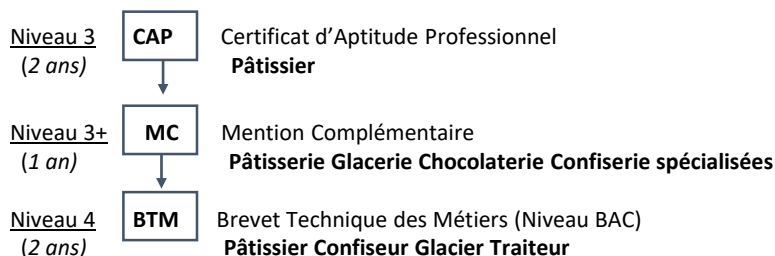 Niveau 3 CAP Certificat d’Aptitude Professionnel
(2 ans) Pâtissier
Niveau 3+ MC Mention Complémentaire
(1 an) Pâtisserie Glacerie Chocolaterie Confiserie spécialisées
Niveau 4 BTM Brevet Technique des Métiers (Niveau BAC)
(2 ans) Pâtissier Confiseur Glacier Traiteur